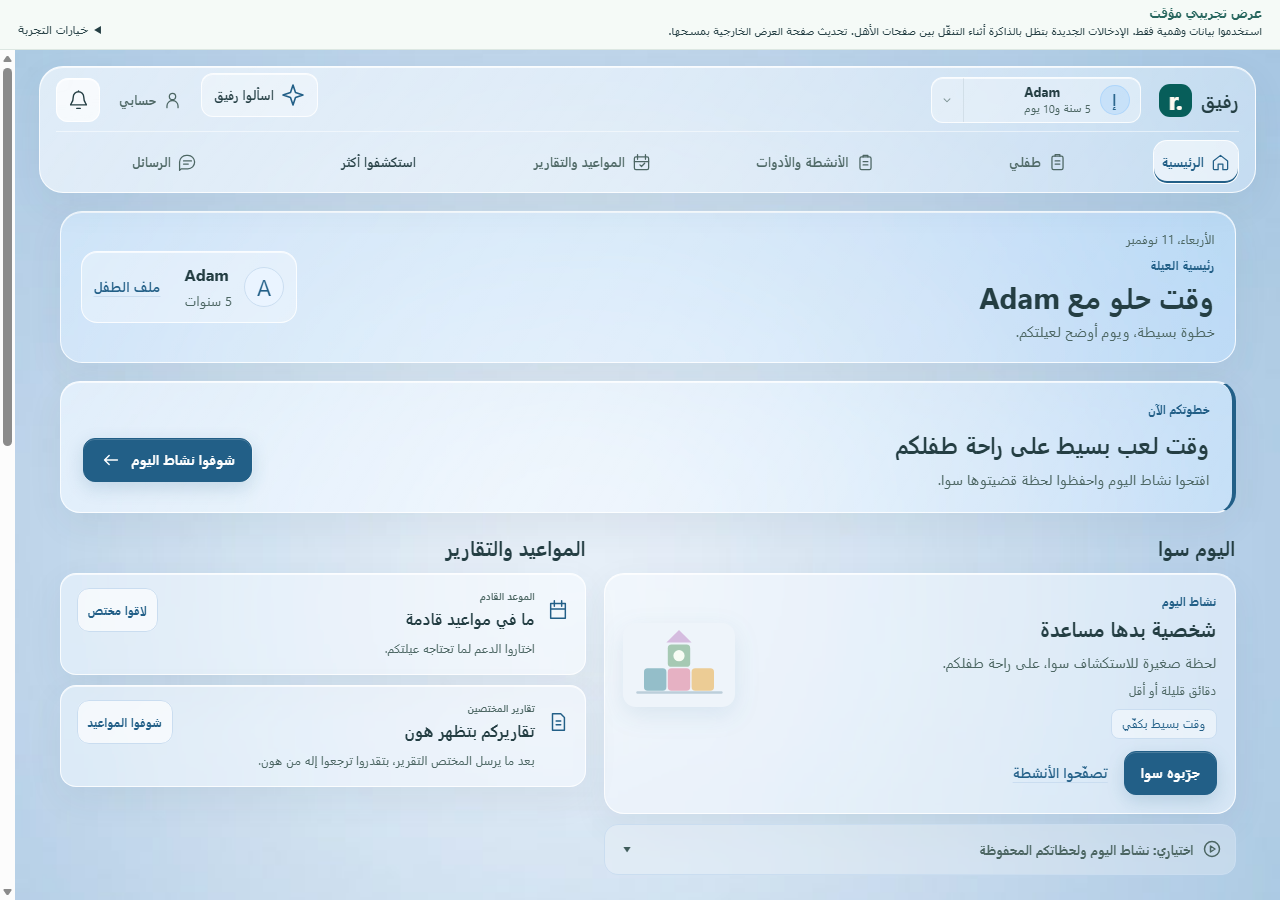 عرض تجريبي مؤقت
استخدموا بيانات وهمية فقط. الإدخالات الجديدة بتظل بالذاكرة أثناء التنقّل بين صفحات الأهل. تحديث صفحة العرض الخارجية بمسحها.
خيارات التجربة
رفيق
r.
إ
Adam
5 سنة و10 يوم
اسألوا رفيق
حسابي
الرئيسية
طفلي
الأنشطة والأدوات
المواعيد والتقارير
استكشفوا أكثر
الرسائل
الأربعاء، 11 نوفمبر
رئيسية العيلة
وقت حلو مع Adam
خطوة بسيطة، ويوم أوضح لعيلتكم.
A
Adam
5 سنوات
ملف الطفل
خطوتكم الآن
وقت لعب بسيط على راحة طفلكم
افتحوا نشاط اليوم واحفظوا لحظة قضيتوها سوا.
شوفوا نشاط اليوم
اليوم سوا
نشاط اليوم
شخصية بدها مساعدة
لحظة صغيرة للاستكشاف سوا، على راحة طفلكم.
دقائق قليلة أو أقل
وقت بسيط بكفّي
جرّبوه سوا
تصفّحوا الأنشطة
اختياري: نشاط اليوم ولحظاتكم المحفوظة
المواعيد والتقارير
الموعد القادم
ما في مواعيد قادمة
اختاروا الدعم لما تحتاجه عيلتكم.
لاقوا مختص
تقارير المختصين
تقاريركم بتظهر هون
بعد ما يرسل المختص التقرير، بتقدروا ترجعوا إله من هون.
شوفوا المواعيد